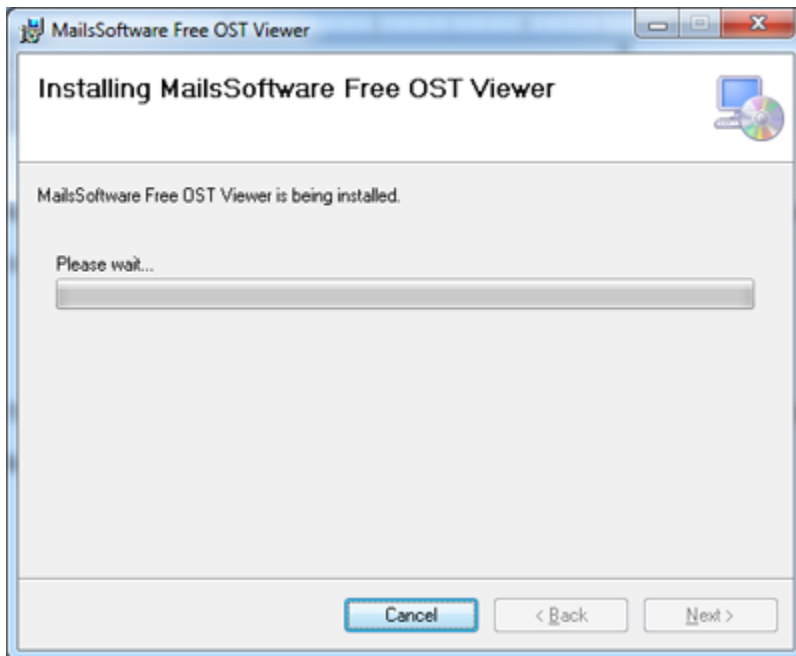 MailsSoftware Free OST Viewer
Installing MailsSoftware Free OST Viewer
MailsSoftware Free OST Viewer is being installed.
Please wait...
Cancel
< Back
Next >